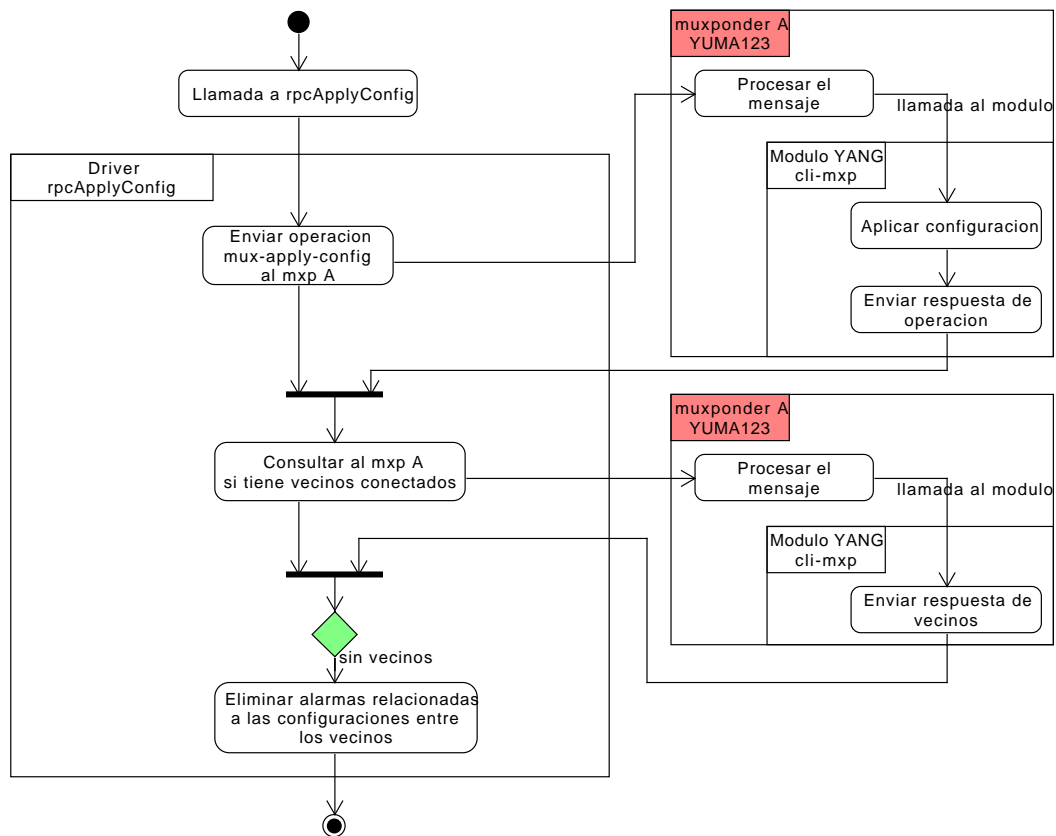 muxponder A
YUMA123
Llamada a rpcApplyConfig
Procesar el
mensaje
llamada al modulo
Driver
rpcApplyConfig
Modulo YANG
cli-mxp
Enviar operacion
mux-apply-config
al mxp A
Aplicar configuracion
Enviar respuesta de
operacion
muxponder A
YUMA123
Consultar al mxp A
si tiene vecinos conectados
Procesar el
mensaje
llamada al modulo
Modulo YANG
cli-mxp
Enviar respuesta de
vecinos
sin vecinos
Eliminar alarmas relacionadas
a las configuraciones entre
los vecinos